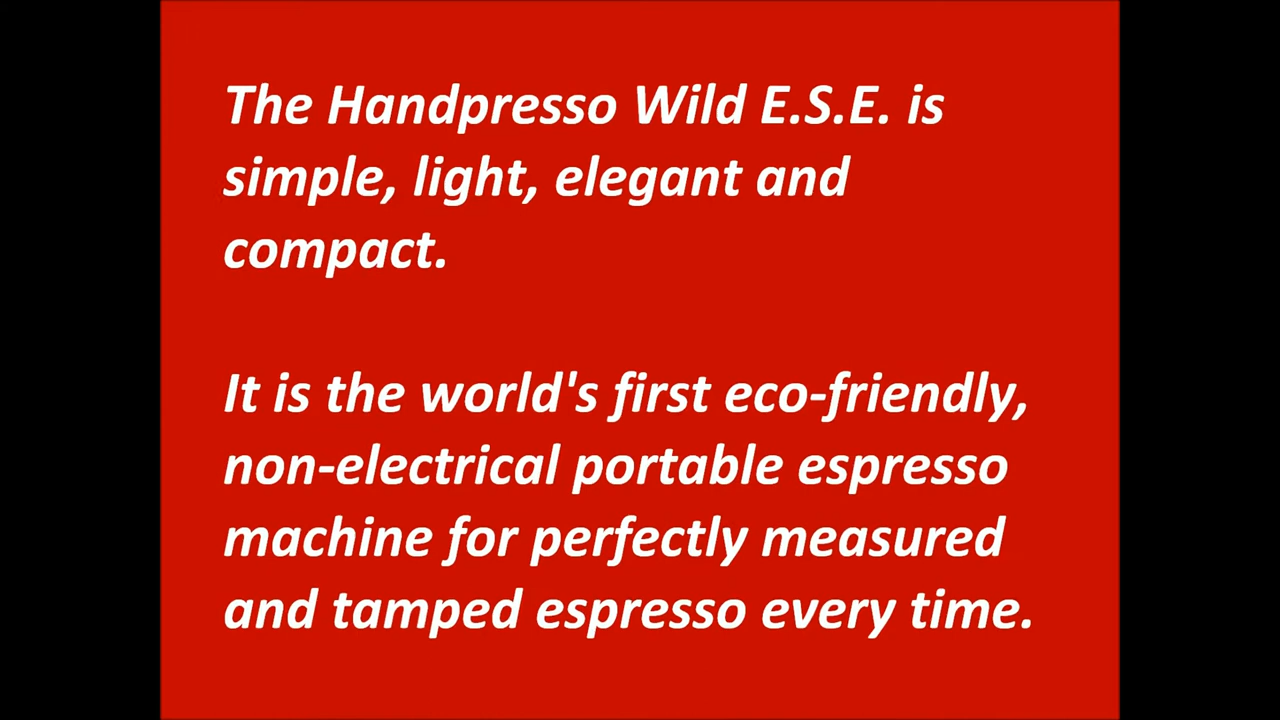 The Handpresso Wild E.S.E. is
simple, light, elegant and
compact.
It is the world's first eco-friendly,
non-electrical portable espresso
machine for perfectly measured
and tamped espresso every time.